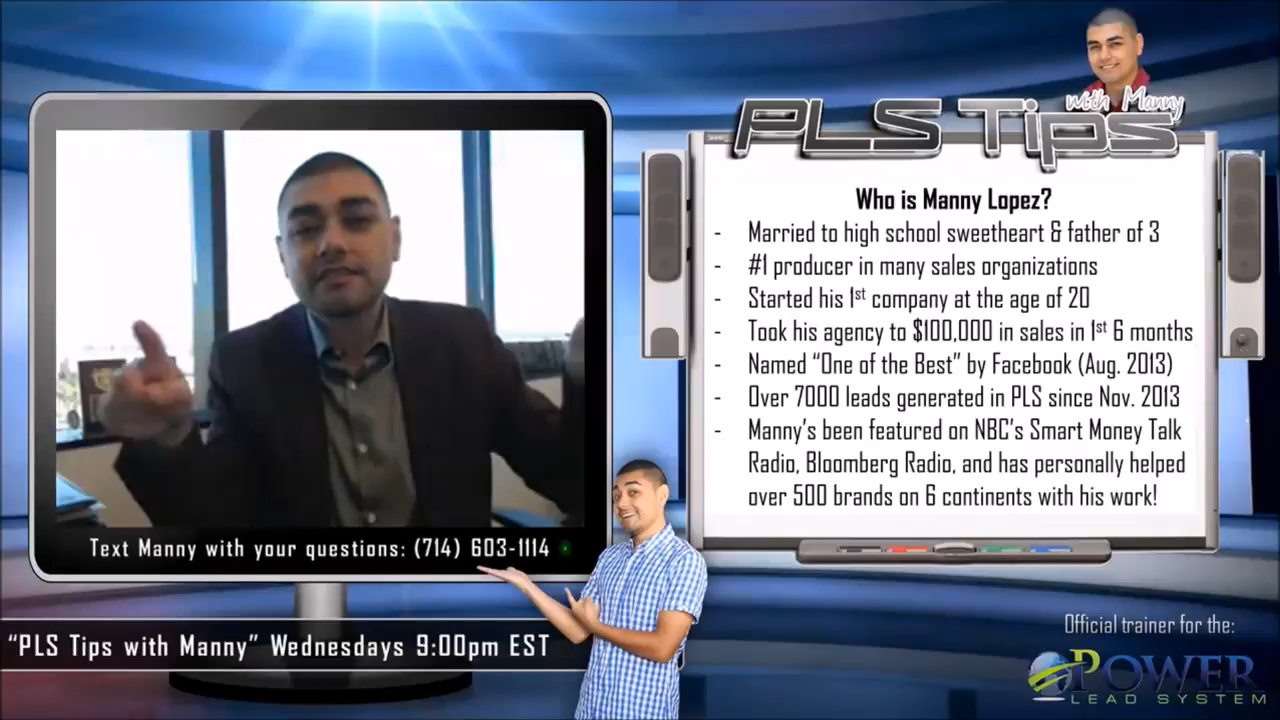 PLS Tips
with Manny
Who is Manny Lopez?
- Married to high school sweetheart & father of 3
- #1 producer in many sales organizations
- Started his 1st company at the age of 20
- Took his agency to $100,000 in sales in 1st 6 months
- Named “One of the Best” by Facebook (Aug. 2013)
- Over 7000 leads generated in PLS since Nov. 2013
- Manny’s been featured on NBC’s Smart Money Talk
Radio, Bloomberg Radio, and has personally helped
over 500 brands on 6 continents with his work!
Text Manny with your questions: (714) 603-1114
“PLS Tips with Manny” Wednesdays 9:00pm EST
Official trainer for the:
POWER
LEAD SYSTEM